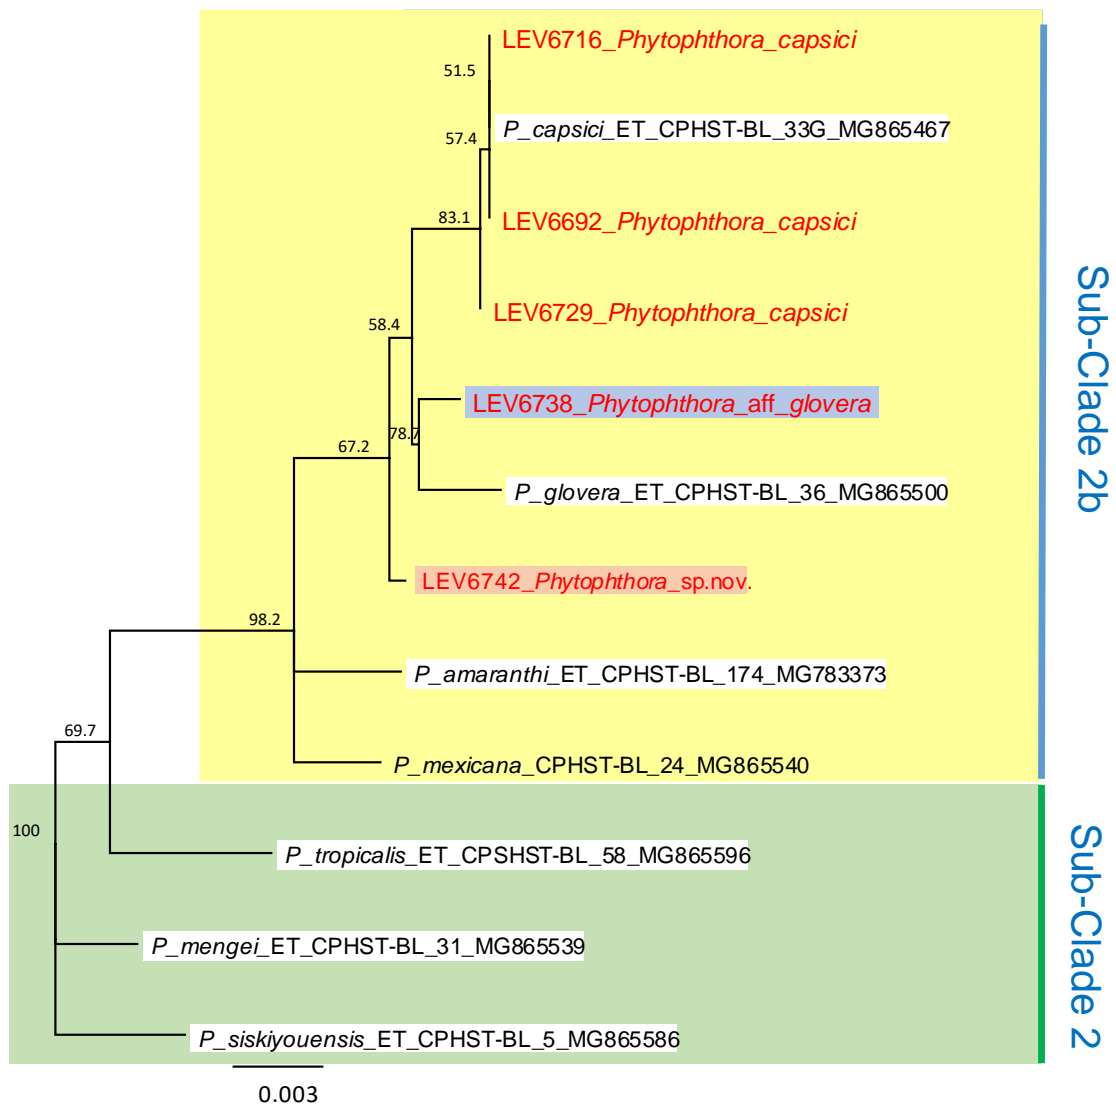 LEV6716_Phytophthora_capsici
51.5
P_capsici_ET_CPHST-BL_33G_MG865467
57.4
83.1
LEV6692_Phytophthora_capsici
LEV6729_Phytophthora_capsici
58.4
LEV6738_Phytophthora_aff_glovera
78.7
67.2
P_glovera_ET_CPHST-BL_36_MG865500
LEV6742_Phytophthora_sp.nov.
98.2
P_amaranthi_ET_CPHST-BL_174_MG783373
69.7
P_mexicana_CPHST-BL_24_MG865540
Sub-Clade 2b
100
P_tropicalis_ET_CPSHST-BL_58_MG865596
P_mengei_ET_CPHST-BL_31_MG865539
P_siskiyouensis_ET_CPHST-BL_5_MG865586
Sub-Clade 2
0.003